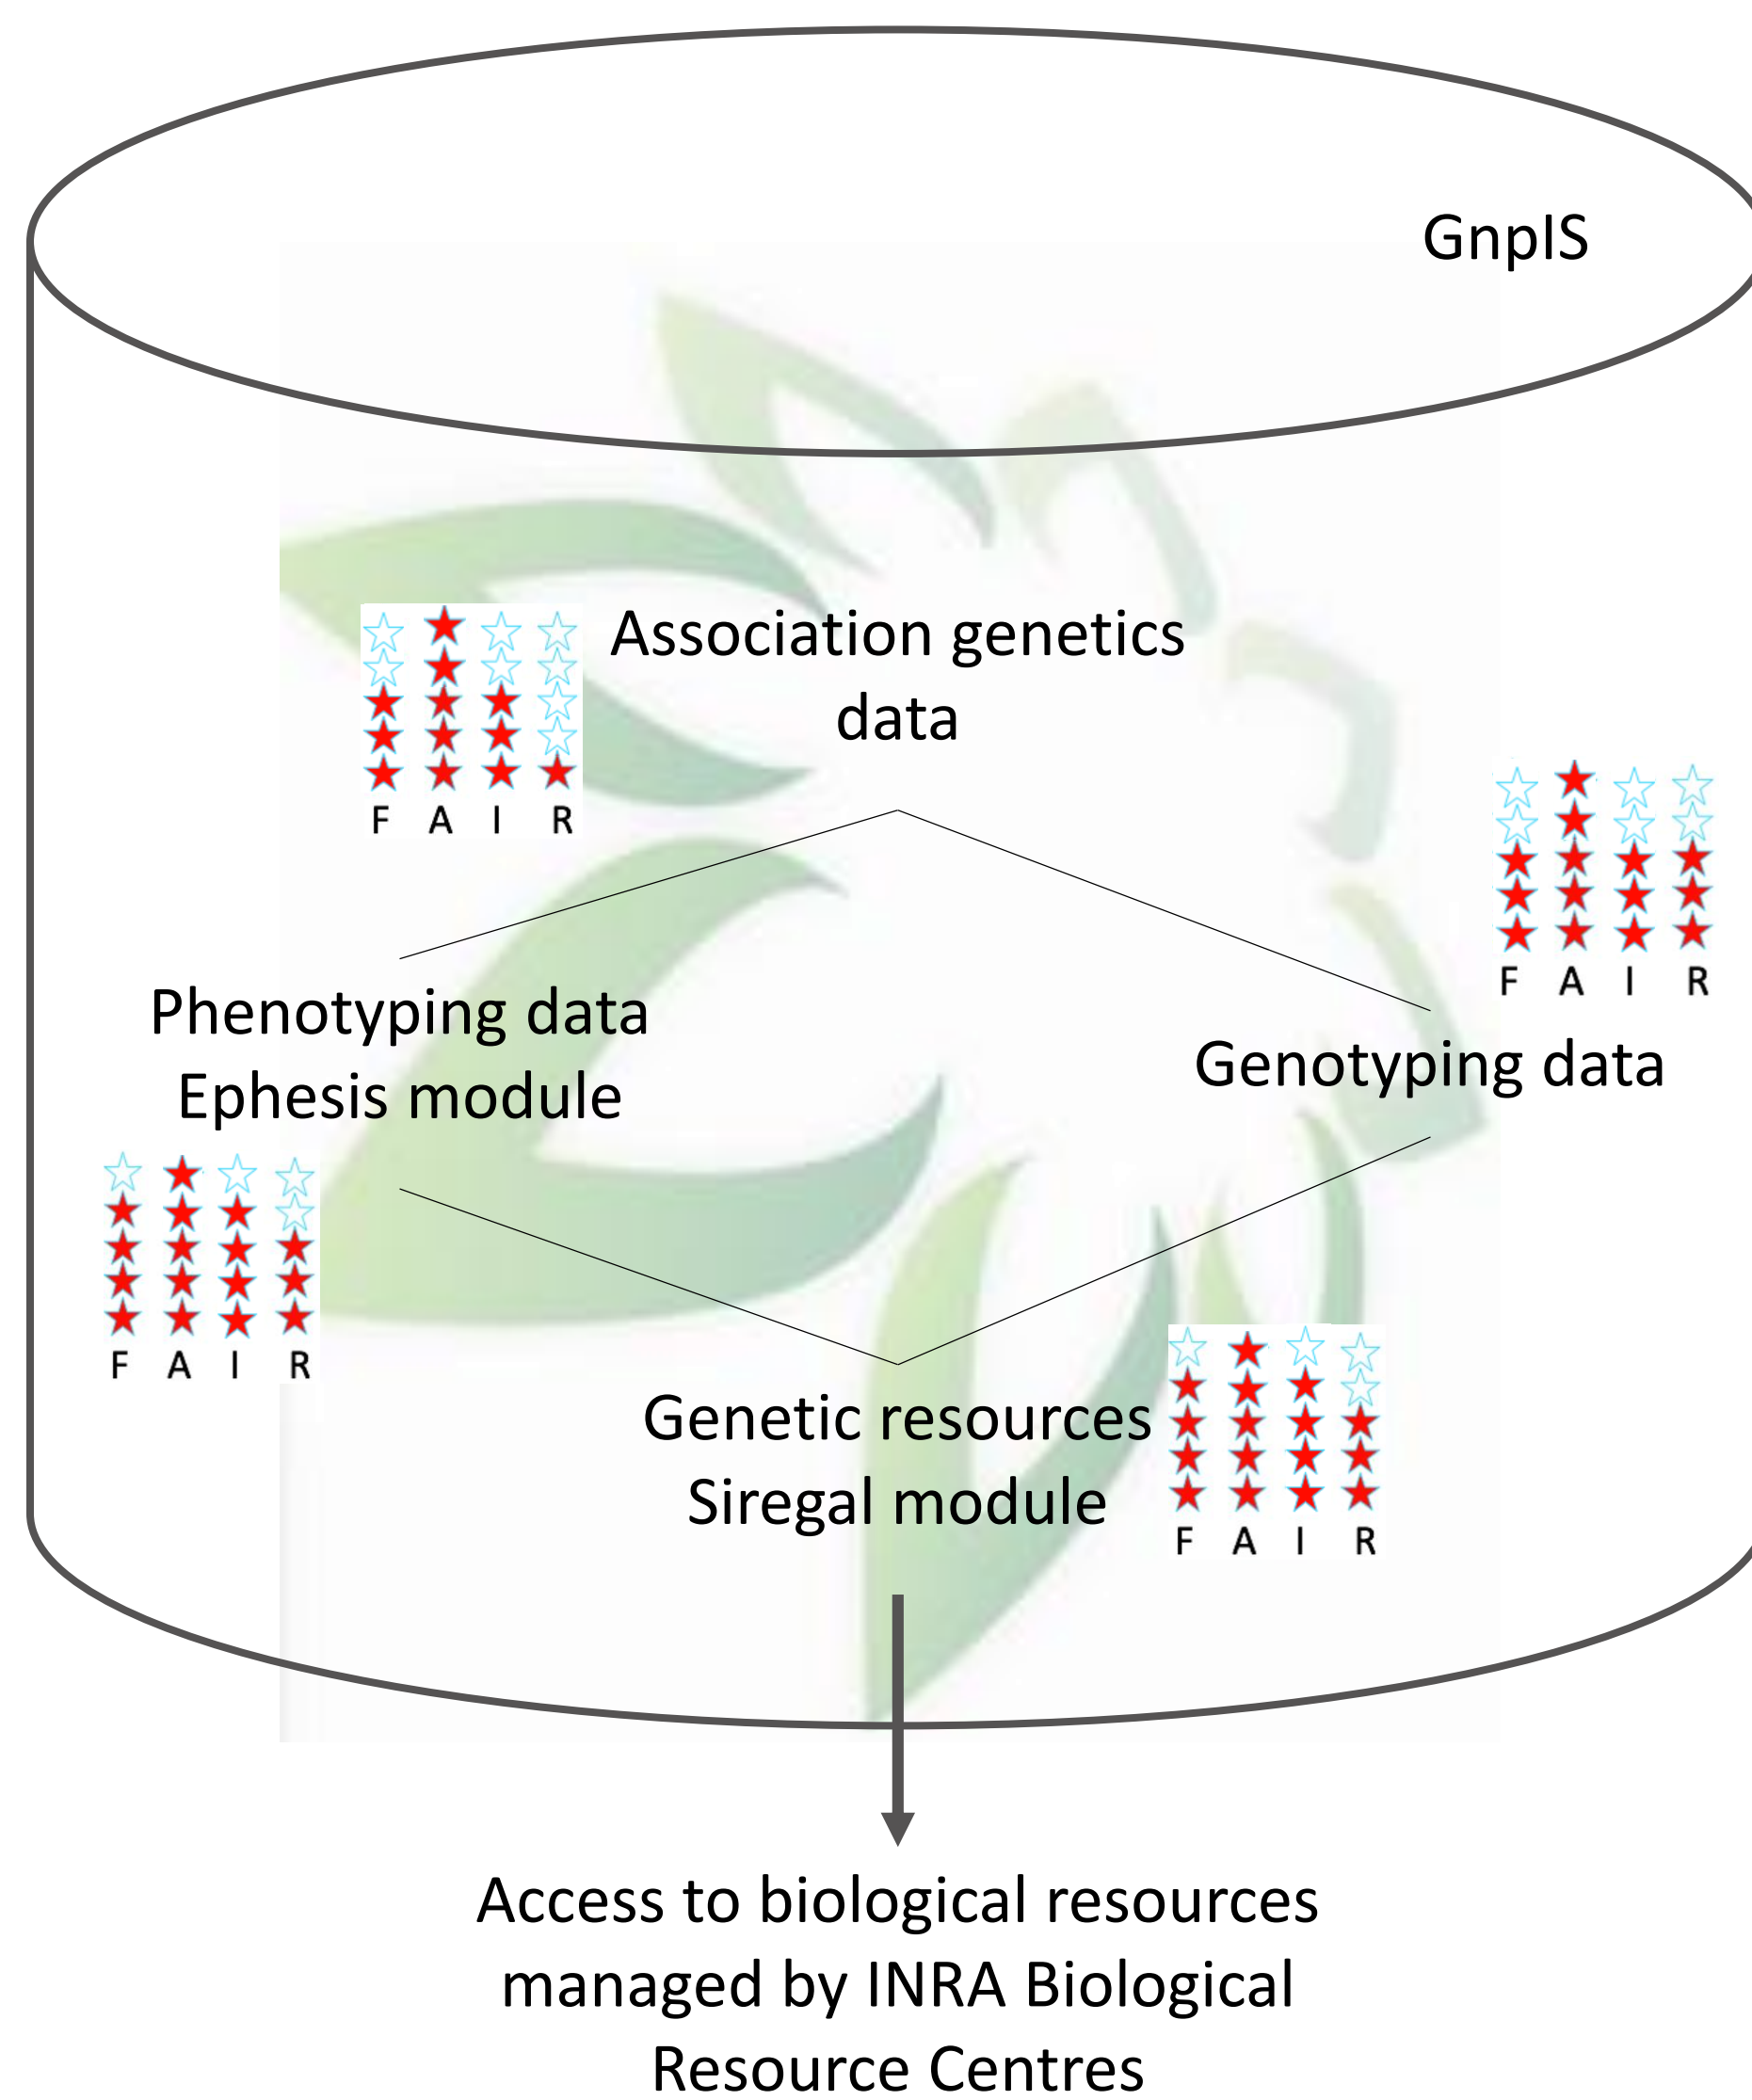 GnpIS
Association genetics
data
F A I R
F A I R
Phenotyping data
Ephesis module
Genotyping data
F A I R
Genetic resources
Siregal module
F A I R
Access to biological resources
managed by INRA Biological
Resource Centres